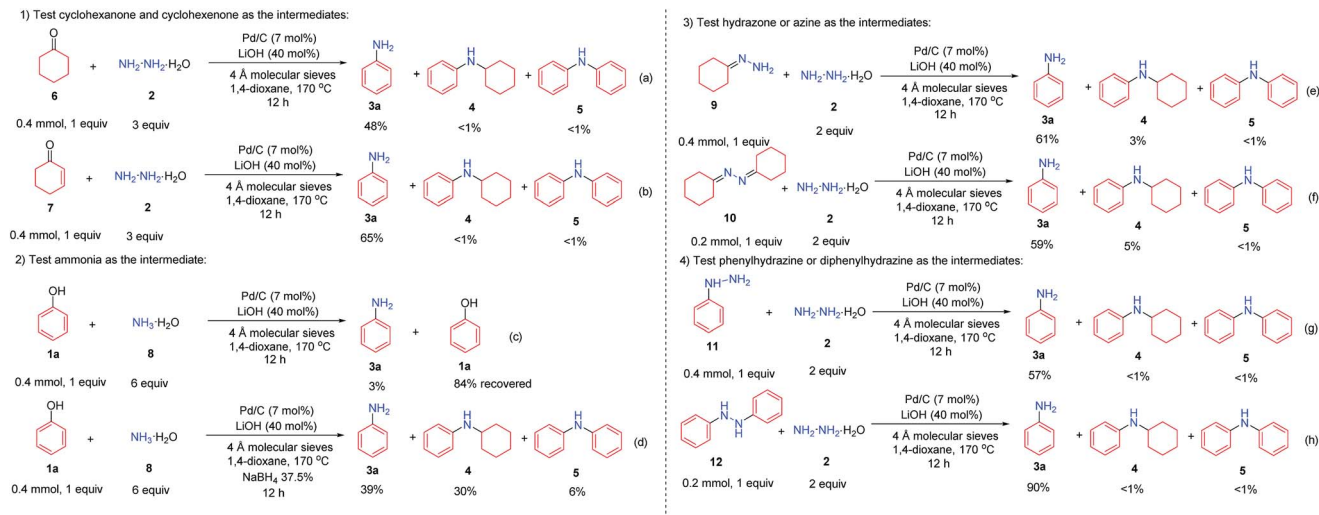 1) Test cyclohexanone and cyclohexenone as the intermediates:
O
6
+
NH2-NH2·H2O
2
Pd/C (7 mol%)
LiOH (40 mol%)
4 Å molecular sieves
1,4-dioxane, 170 °C
12 h
NH2
3a
+
H
N
4
+
H
N
5
(a)
0.4 mmol, 1 equiv
3 equiv
48%
<1%
<1%
O
7
+
NH2-NH2·H2O
2
Pd/C (7 mol%)
LiOH (40 mol%)
4 Å molecular sieves
1,4-dioxane, 170 °C
12 h
NH2
3a
+
H
N
4
+
H
N
5
(b)
0.4 mmol, 1 equiv
3 equiv
65%
<1%
<1%
2) Test ammonia as the intermediate:
OH
1a
+
NH3·H2O
8
Pd/C (7 mol%)
LiOH (40 mol%)
4 Å molecular sieves
1,4-dioxane, 170 °C
12 h
NH2
3a
+
OH
1a
(c)
0.4 mmol, 1 equiv
6 equiv
3%
84% recovered
OH
1a
+
NH3·H2O
8
Pd/C (7 mol%)
LiOH (40 mol%)
4 Å molecular sieves
1,4-dioxane, 170 °C
NaBH4 37.5%
12 h
NH2
3a
+
H
N
4
+
H
N
5
(d)
0.4 mmol, 1 equiv
6 equiv
39%
30%
6%
3) Test hydrazone or azine as the intermediates:
N
NH2
9
+
NH2-NH2·H2O
2
Pd/C (7 mol%)
LiOH (40 mol%)
4 Å molecular sieves
1,4-dioxane, 170 °C
12 h
NH2
3a
+
H
N
4
+
H
N
5
(e)
0.4 mmol, 1 equiv
2 equiv
61%
3%
<1%
N
N
10
+
NH2-NH2·H2O
2
Pd/C (7 mol%)
LiOH (40 mol%)
4 Å molecular sieves
1,4-dioxane, 170 °C
12 h
NH2
3a
+
H
N
4
+
H
N
5
(f)
0.2 mmol, 1 equiv
2 equiv
59%
5%
<1%
4) Test phenylhydrazine or diphenylhydrazine as the intermediates:
NH-NH2
11
+
NH2-NH2·H2O
2
Pd/C (7 mol%)
LiOH (40 mol%)
4 Å molecular sieves
1,4-dioxane, 170 °C
12 h
NH2
3a
+
H
N
4
+
H
N
5
(g)
0.4 mmol, 1 equiv
2 equiv
57%
<1%
<1%
H
N
N
H
12
+
NH2-NH2·H2O
2
Pd/C (7 mol%)
LiOH (40 mol%)
4 Å molecular sieves
1,4-dioxane, 170 °C
12 h
NH2
3a
+
H
N
4
+
H
N
5
(h)
0.2 mmol, 1 equiv
2 equiv
90%
<1%
<1%